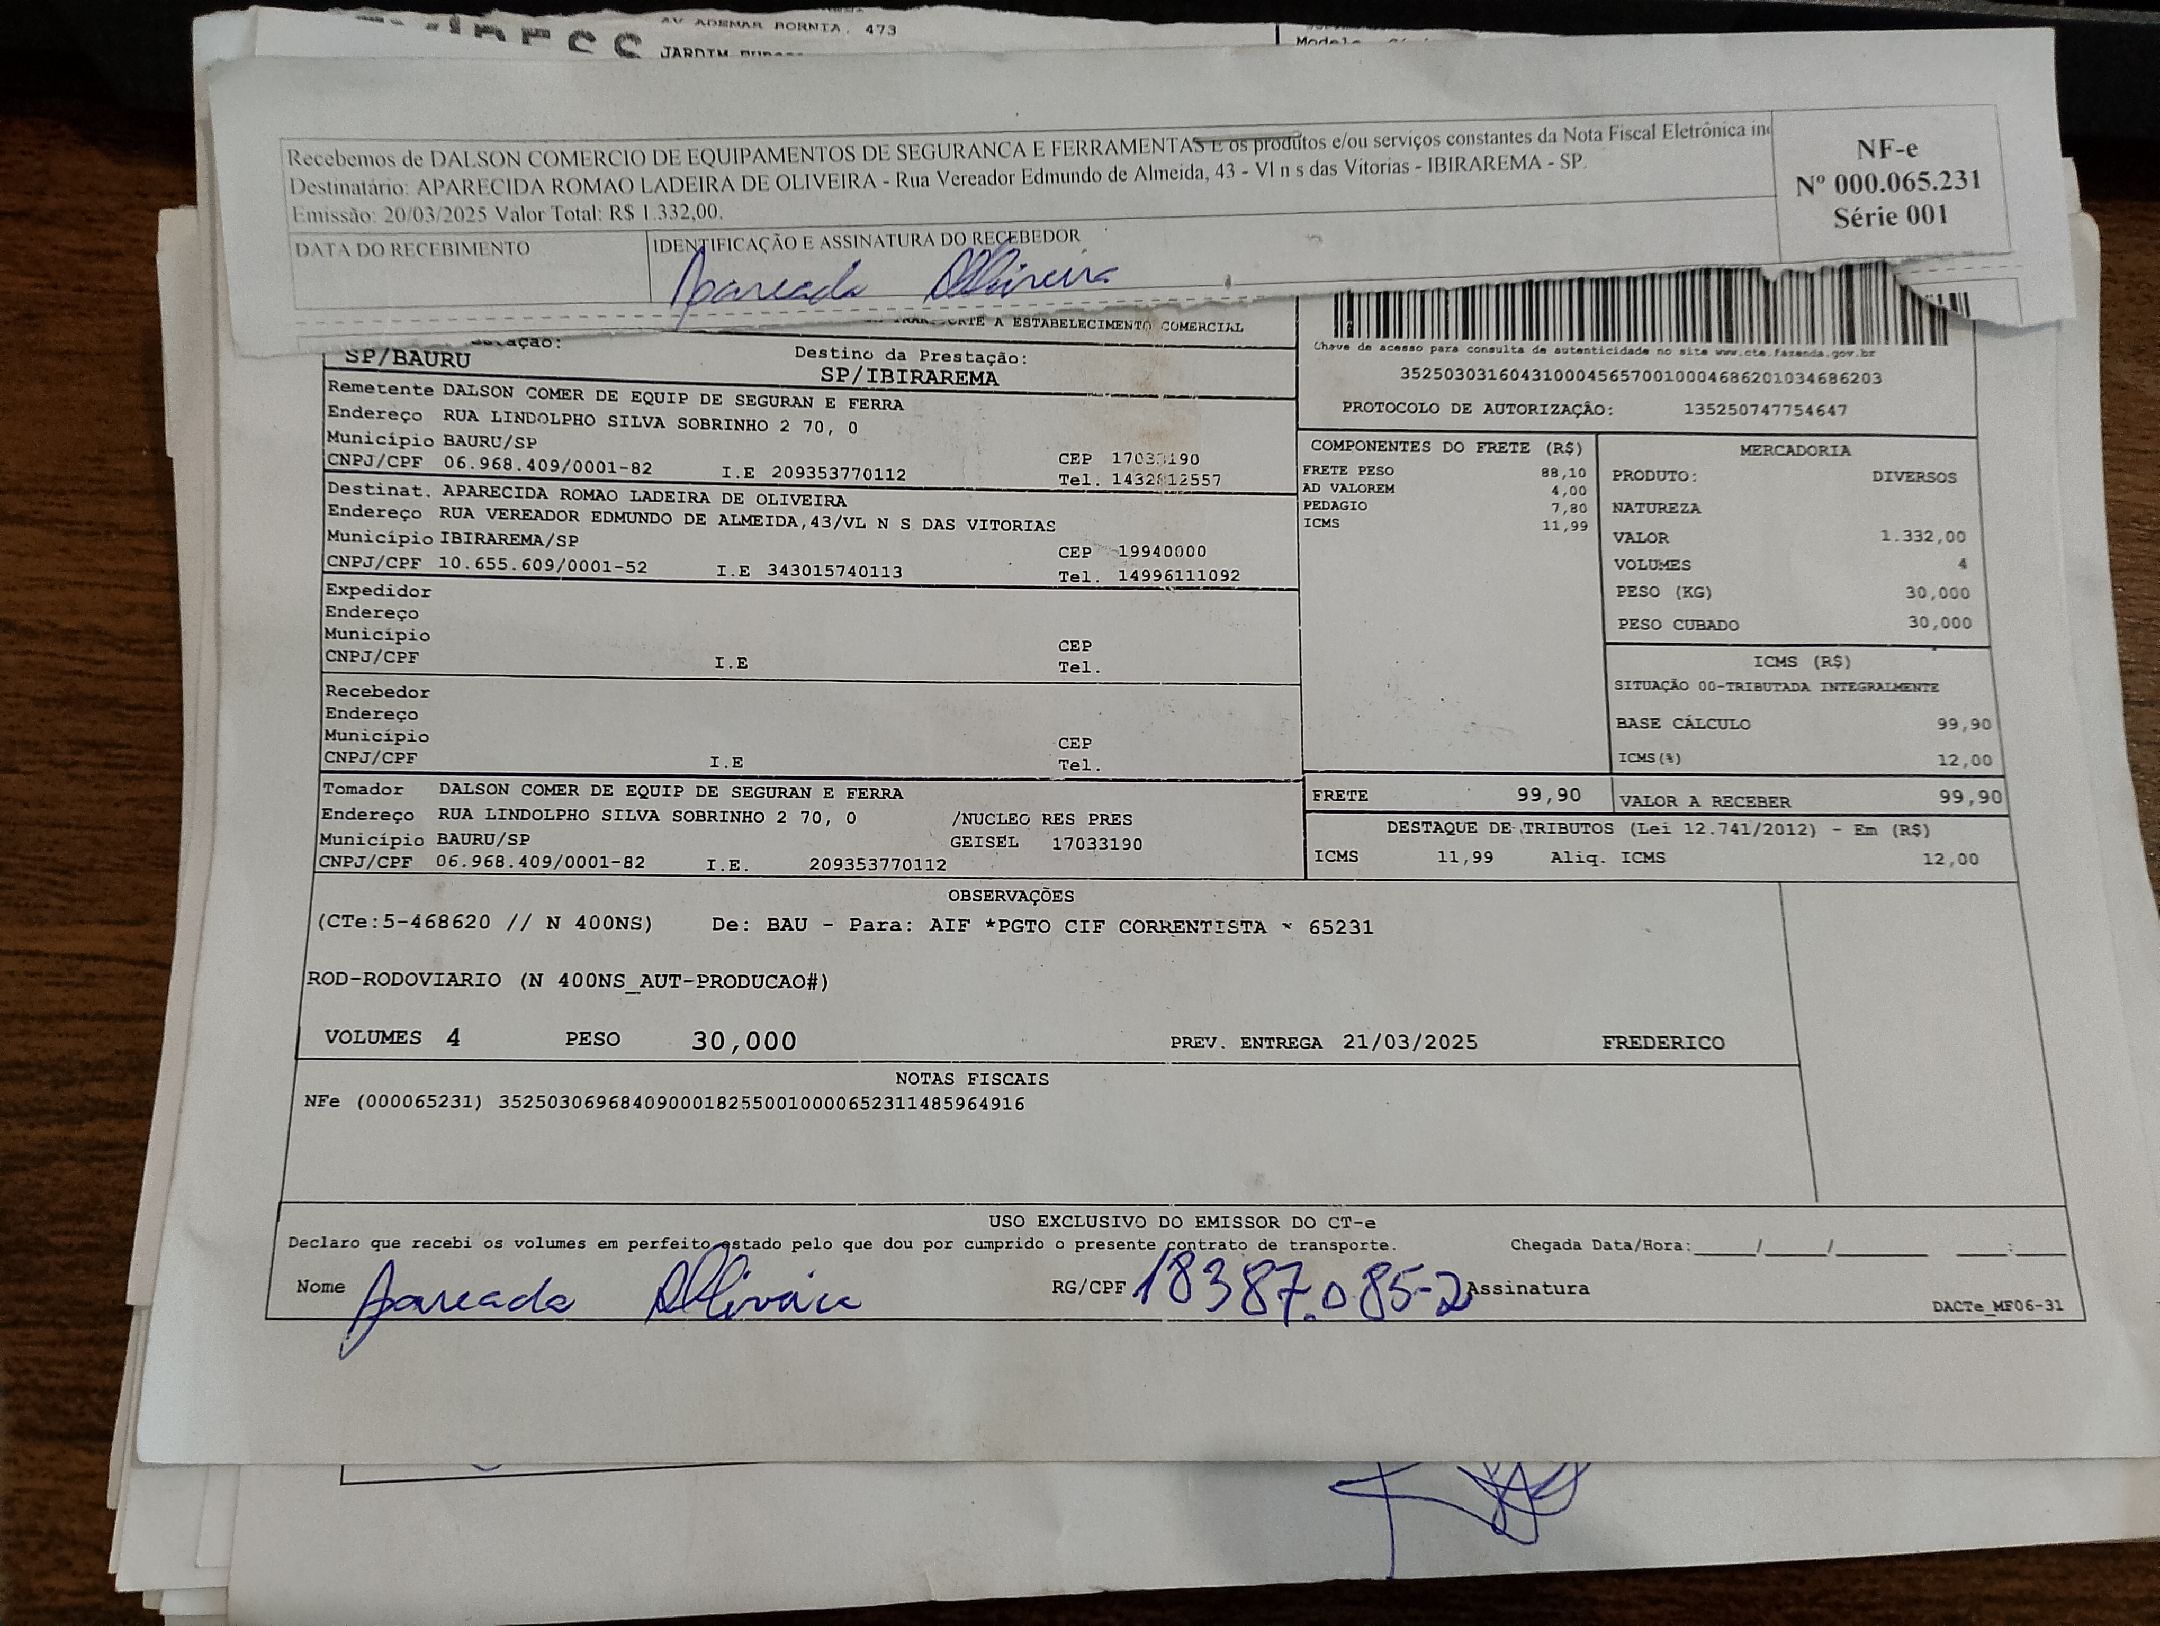 AV ADEMAR BORNIA, 473
Recebemos de DALSON COMERCIO DE EQUIPAMENTOS DE SEGURANCA E FERRAMENTAS E os produtos e/ou serviços constantes da Nota Fiscal Eletrônica ind
Destinatário: APARECIDA ROMAO LADEIRA DE OLIVEIRA - Rua Vereador Edmundo de Almeida, 43 - Vl n s das Vitorias - IBIRAREMA - SP.
Emissão: 20/03/2025 Valor Total: R$ 1.332,00.
NF-e
Nº 000.065.231
Série 001
DATA DO RECEBIMENTO
IDENTIFICAÇÃO E ASSINATURA DO RECEBEDOR
Aparecida Oliveira
A ESTABELECIMENTO COMERCIAL
SP/BAURU
Destino da Prestação:
SP/IBIRAREMA
Chave de acesso para consulta de autenticidade no site www.cte.fazenda.gov.br
35250303160431000456570010004686201034686203
PROTOCOLO DE AUTORIZAÇÃO: 135250747754647
Remetente DALSON COMER DE EQUIP DE SEGURAN E FERRA
Endereço RUA LINDOLPHO SILVA SOBRINHO 2 70, 0
Município BAURU/SP
CEP 17033190
CNPJ/CPF 06.968.409/0001-82 I.E 209353770112
Tel. 1432812557
Destinat. APARECIDA ROMAO LADEIRA DE OLIVEIRA
Endereço RUA VEREADOR EDMUNDO DE ALMEIDA,43/VL N S DAS VITORIAS
Município IBIRAREMA/SP
CEP 19940000
CNPJ/CPF 10.655.609/0001-52 I.E 343015740113
Tel. 14996111092
Expedidor
Endereço
Município
CEP
CNPJ/CPF I.E Tel.
Recebedor
Endereço
Município
CEP
CNPJ/CPF I.E Tel.
Tomador DALSON COMER DE EQUIP DE SEGURAN E FERRA
Endereço RUA LINDOLPHO SILVA SOBRINHO 2 70, 0 /NUCLEO RES PRES
Município BAURU/SP GEISEL 17033190
CNPJ/CPF 06.968.409/0001-82 I.E. 209353770112
COMPONENTES DO FRETE (R$)
FRETE PESO 88,10
AD VALOREM 4,00
PEDAGIO 7,80
ICMS 11,99
MERCADORIA
PRODUTO: DIVERSOS
NATUREZA
VALOR 1.332,00
VOLUMES 4
PESO (KG) 30,000
PESO CUBADO 30,000
ICMS (R$)
SITUAÇÃO 00-TRIBUTADA INTEGRALMENTE
BASE CÁLCULO 99,90
ICMS(%) 12,00
FRETE 99,90
VALOR A RECEBER 99,90
DESTAQUE DE TRIBUTOS (Lei 12.741/2012) - Em (R$)
ICMS 11,99 Aliq. ICMS 12,00
OBSERVAÇÕES
(CTe:5-468620 // N 400NS) De: BAU - Para: AIF *PGTO CIF CORRENTISTA * 65231
ROD-RODOVIARIO (N 400NS_AUT-PRODUCAO#)
VOLUMES 4 PESO 30,000 PREV. ENTREGA 21/03/2025 FREDERICO
NOTAS FISCAIS
NFe (000065231) 35250306968409000182550010000652311485964916
USO EXCLUSIVO DO EMISSOR DO CT-e
Declaro que recebi os volumes em perfeito estado pelo que dou por cumprido o presente contrato de transporte. Chegada Data/Hora:____/____/____ ___:___
Nome Aparecida Oliveira RG/CPF 18387.085-2 Assinatura
DACTe_MF06-31